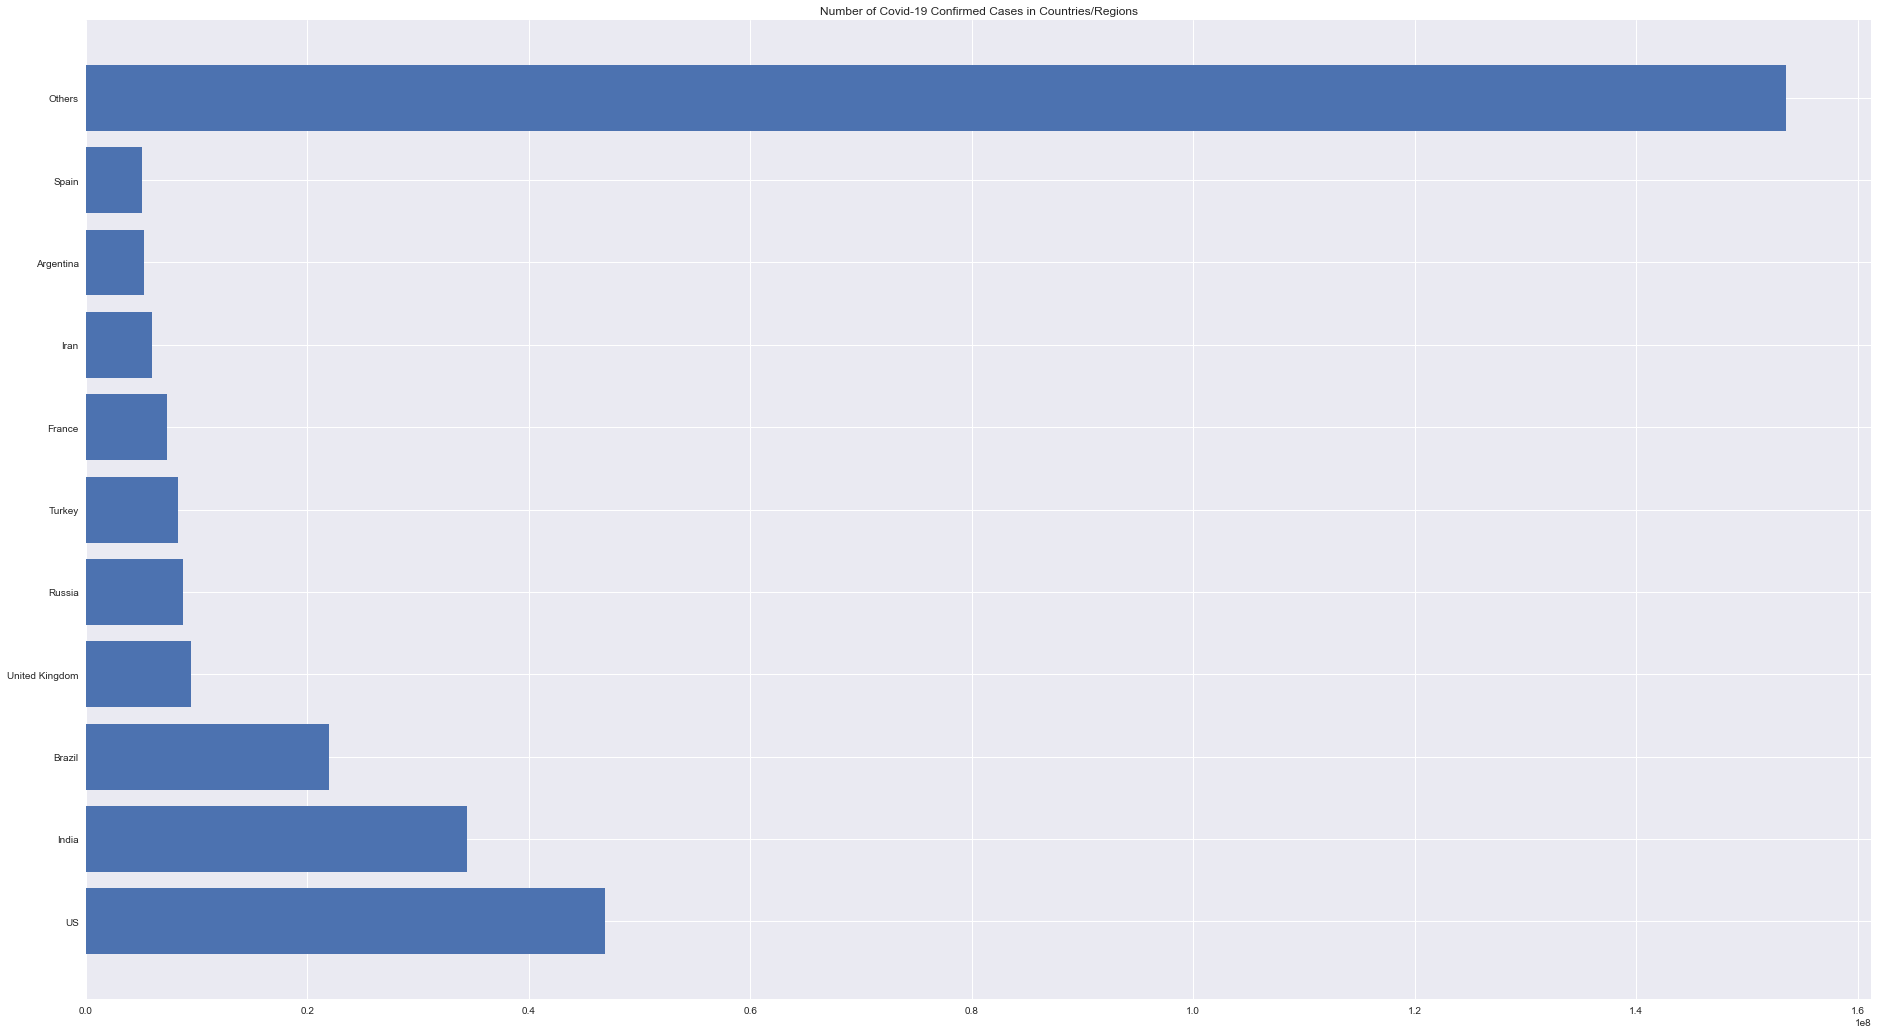 Number of Covid-19 Confirmed Cases in Countries/Regions
Others
Spain
Argentina
Iran
France
Turkey
Russia
United Kingdom
Brazil
India
US
0.0 0.2 0.4 0.6 0.8 1.0 1.2 1.4 1.6
1e8